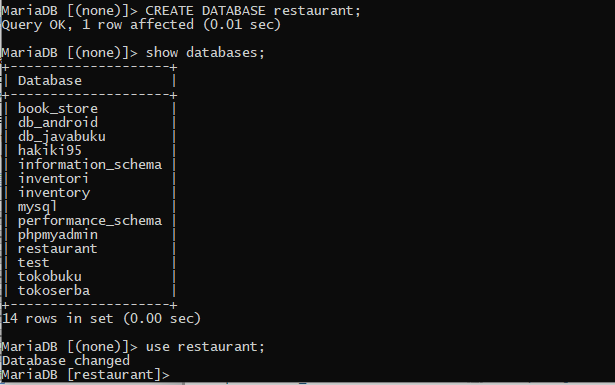 MariaDB [(none)]> CREATE DATABASE restaurant;
Query OK, 1 row affected (0.01 sec)
MariaDB [(none)]> show databases;
+--------------------+
| Database           |
+--------------------+
| book_store         |
| db_android         |
| db_javabuku        |
| hakiki95           |
| information_schema |
| inventori          |
| inventory          |
| mysql              |
| performance_schema |
| phpmyadmin         |
| restaurant         |
| test               |
| tokobuku           |
| tokoserba          |
+--------------------+
14 rows in set (0.00 sec)
MariaDB [(none)]> use restaurant;
Database changed
MariaDB [restaurant]>